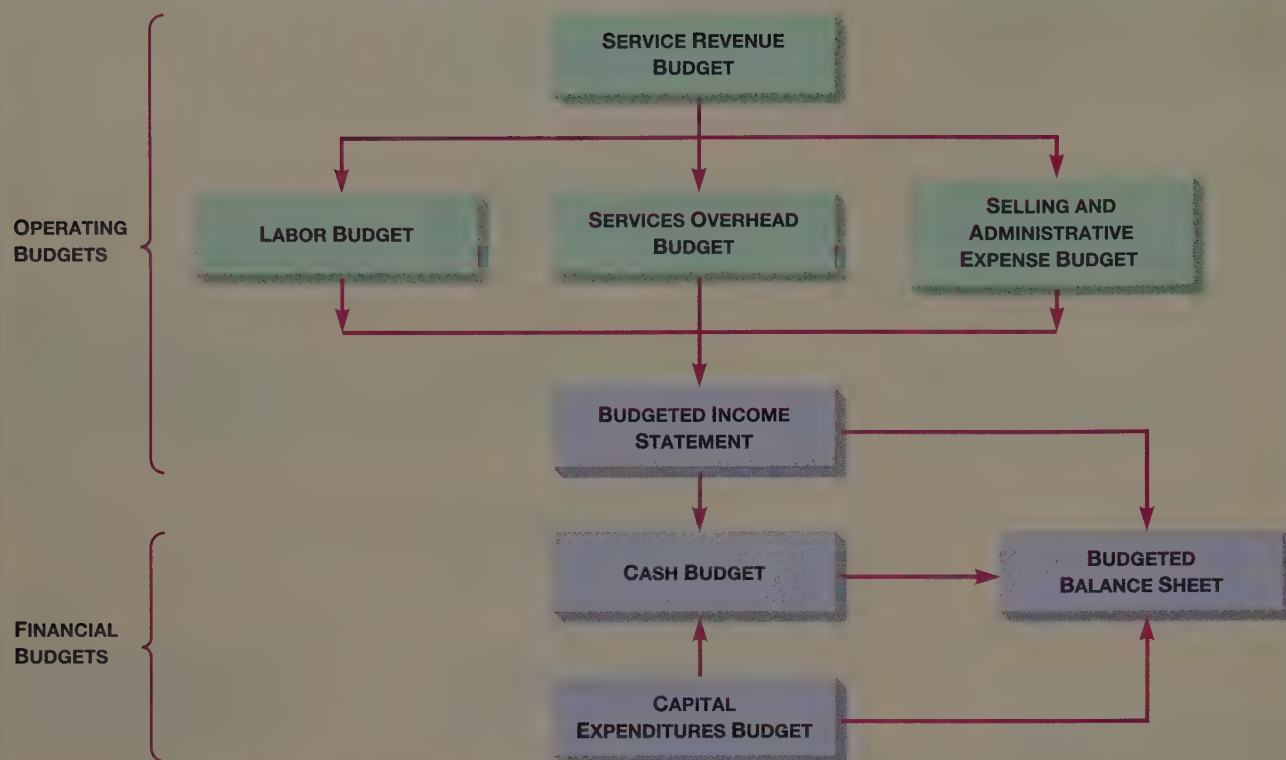 SERVICE REVENUE
BUDGET
OPERATING
BUDGETS
LABOR BUDGET
SERVICES OVERHEAD
BUDGET
SELLING AND
ADMINISTRATIVE
EXPENSE BUDGET
BUDGETED INCOME
STATEMENT
FINANCIAL
BUDGETS
CASH BUDGET
BUDGETED
BALANCE SHEET
CAPITAL
EXPENDITURES BUDGET